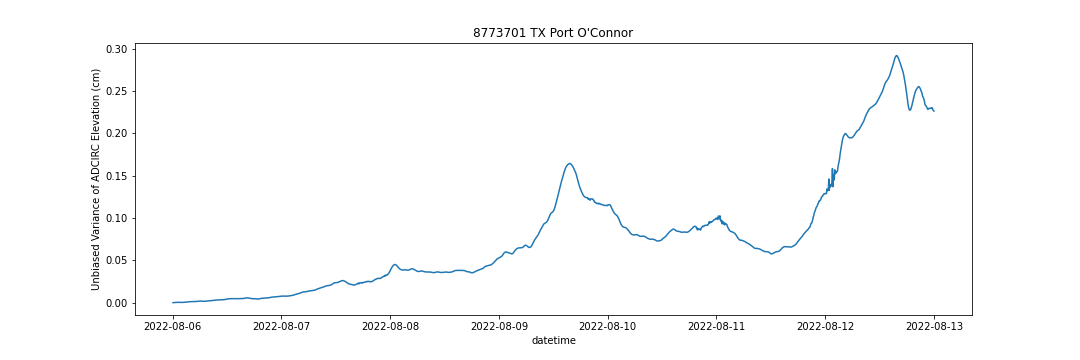 8773701 TX Port O'Connor
Unbiased Variance of ADCIRC Elevation (cm)
0.30
0.25
0.20
0.15
0.10
0.05
0.00
2022-08-06 2022-08-07 2022-08-08 2022-08-09 2022-08-10 2022-08-11 2022-08-12 2022-08-13
datetime